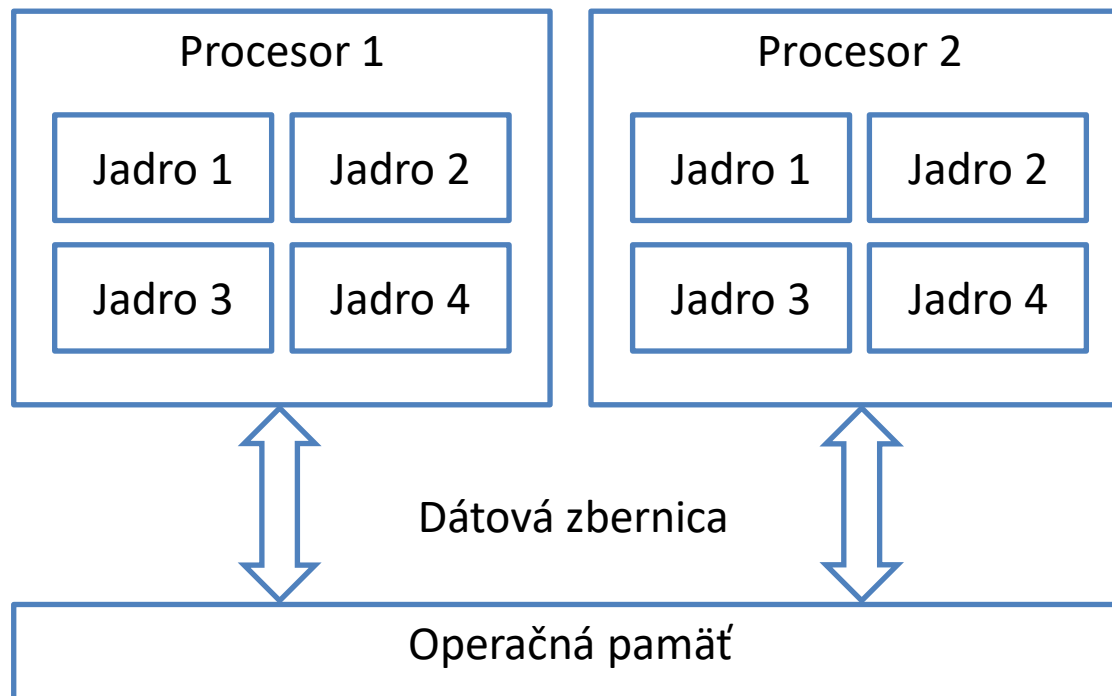 Procesor 1
Jadro 1
Jadro 2
Jadro 3
Jadro 4
Procesor 2
Jadro 1
Jadro 2
Jadro 3
Jadro 4
Dátová zbernica
Operačná pamäť